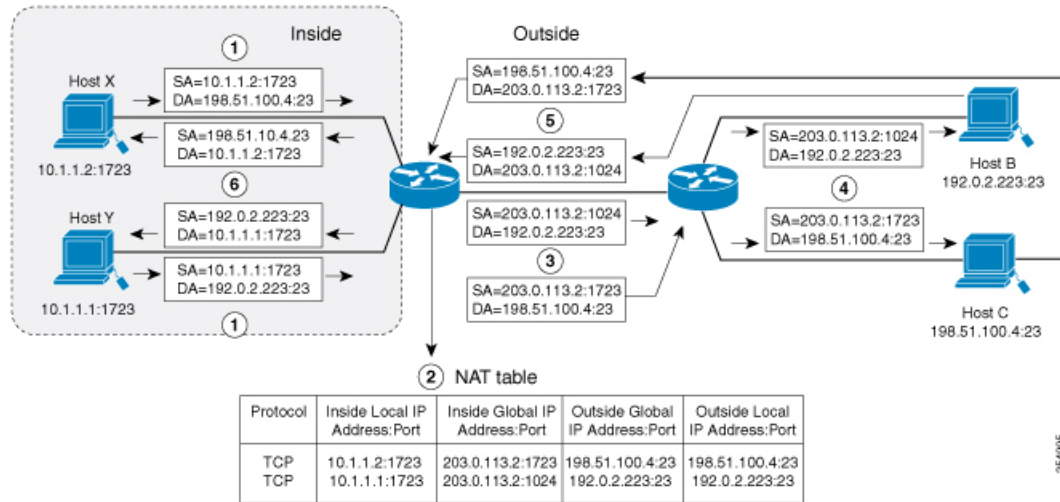 Inside
Outside
1
Host X
SA=10.1.1.2:1723
DA=198.51.100.4:23
SA=198.51.10.4.23
DA=10.1.1.2:1723
10.1.1.2:1723
6
Host Y
SA=192.0.2.223:23
DA=10.1.1.1:1723
SA=10.1.1.1:1723
DA=192.0.2.223:23
10.1.1.1:1723
1
SA=198.51.100.4:23
DA=203.0.113.2:1723
5
SA=192.0.2.223:23
DA=203.0.113.2:1024
SA=203.0.113.2:1024
DA=192.0.2.223:23
3
SA=203.0.113.2:1723
DA=198.51.100.4:23
SA=203.0.113.2:1024
DA=192.0.2.223:23
4
SA=203.0.113.2:1723
DA=198.51.100.4:23
Host B
192.0.2.223:23
Host C
198.51.100.4:23
2 NAT table
Protocol
Inside Local IP
Address:Port
Inside Global IP
Address:Port
Outside Global
IP Address:Port
Outside Local
IP Address:Port
TCP 10.1.1.2:1723 203.0.113.2:1723 198.51.100.4:23 198.51.100.4:23
TCP 10.1.1.1:1723 203.0.113.2:1024 192.0.2.223:23 192.0.2.223:23